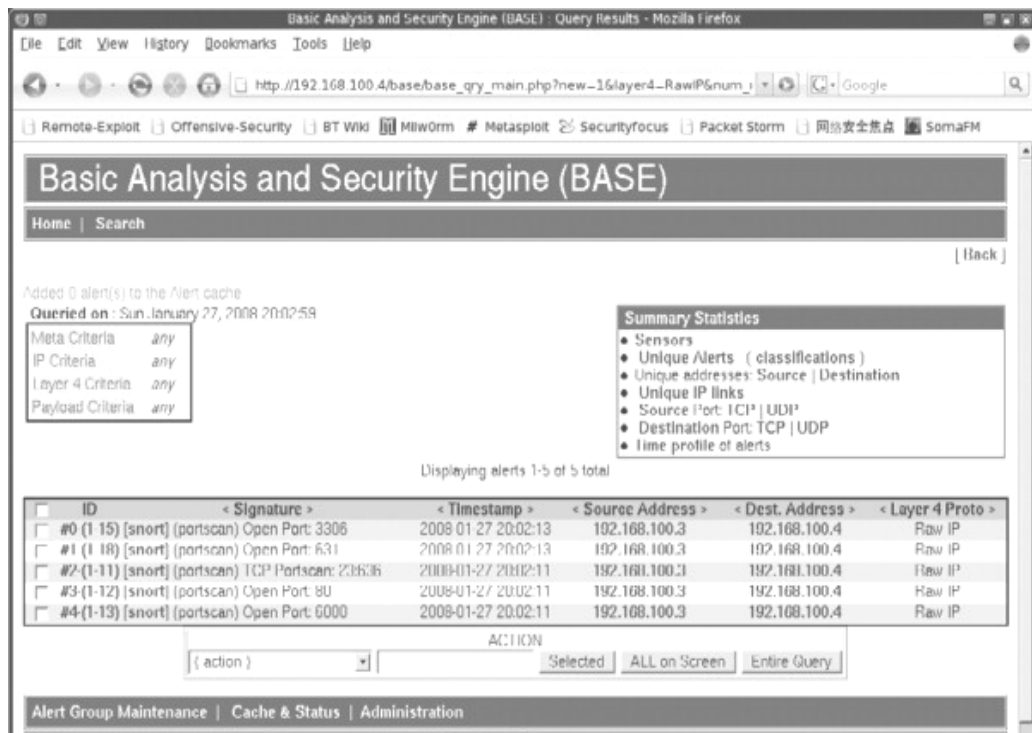 Basic Analysis and Security Engine (BASE) : Query Results - Mozilla Firefox
File Edit View History Bookmarks Tools Help
http://192.168.100.4/base/base_qry_main.php?new=1&layer4=RawIP&num_ Google
Remote-Exploit Offensive-Security BT Wiki Milw0rm Metasploit Securityfocus Packet Storm 网络安全焦点 SomaFM
Basic Analysis and Security Engine (BASE)
Home | Search
[ Back ]
Added 0 alert(s) to the Alert cache
Queried on : Sun January 27, 2008 20:02:59
Meta Criteria any
IP Criteria any
Layer 4 Criteria any
Payload Criteria any
Summary Statistics
• Sensors
• Unique Alerts ( classifications )
• Unique addresses: Source | Destination
• Unique IP links
• Source Port: TCP | UDP
• Destination Port: TCP | UDP
• Time profile of alerts
Displaying alerts 1-5 of 5 total
ID < Signature > < Timestamp > < Source Address > < Dest. Address > < Layer 4 Proto >
#0 (1-15) [snort] (portscan) Open Port: 3306 2008-01-27 20:02:13 192.168.100.3 192.168.100.4 Raw IP
#1 (1-18) [snort] (portscan) Open Port: 631 2008-01-27 20:02:13 192.168.100.3 192.168.100.4 Raw IP
#2-(1-11) [snort] (portscan) TCP Portscan: 23:636 2008-01-27 20:02:11 192.168.100.3 192.168.100.4 Raw IP
#3-(1-12) [snort] (portscan) Open Port: 80 2008-01-27 20:02:11 192.168.100.3 192.168.100.4 Raw IP
#4-(1-13) [snort] (portscan) Open Port: 6000 2008-01-27 20:02:11 192.168.100.3 192.168.100.4 Raw IP
ACTION
{ action } Selected ALL on Screen Entire Query
Alert Group Maintenance | Cache & Status | Administration